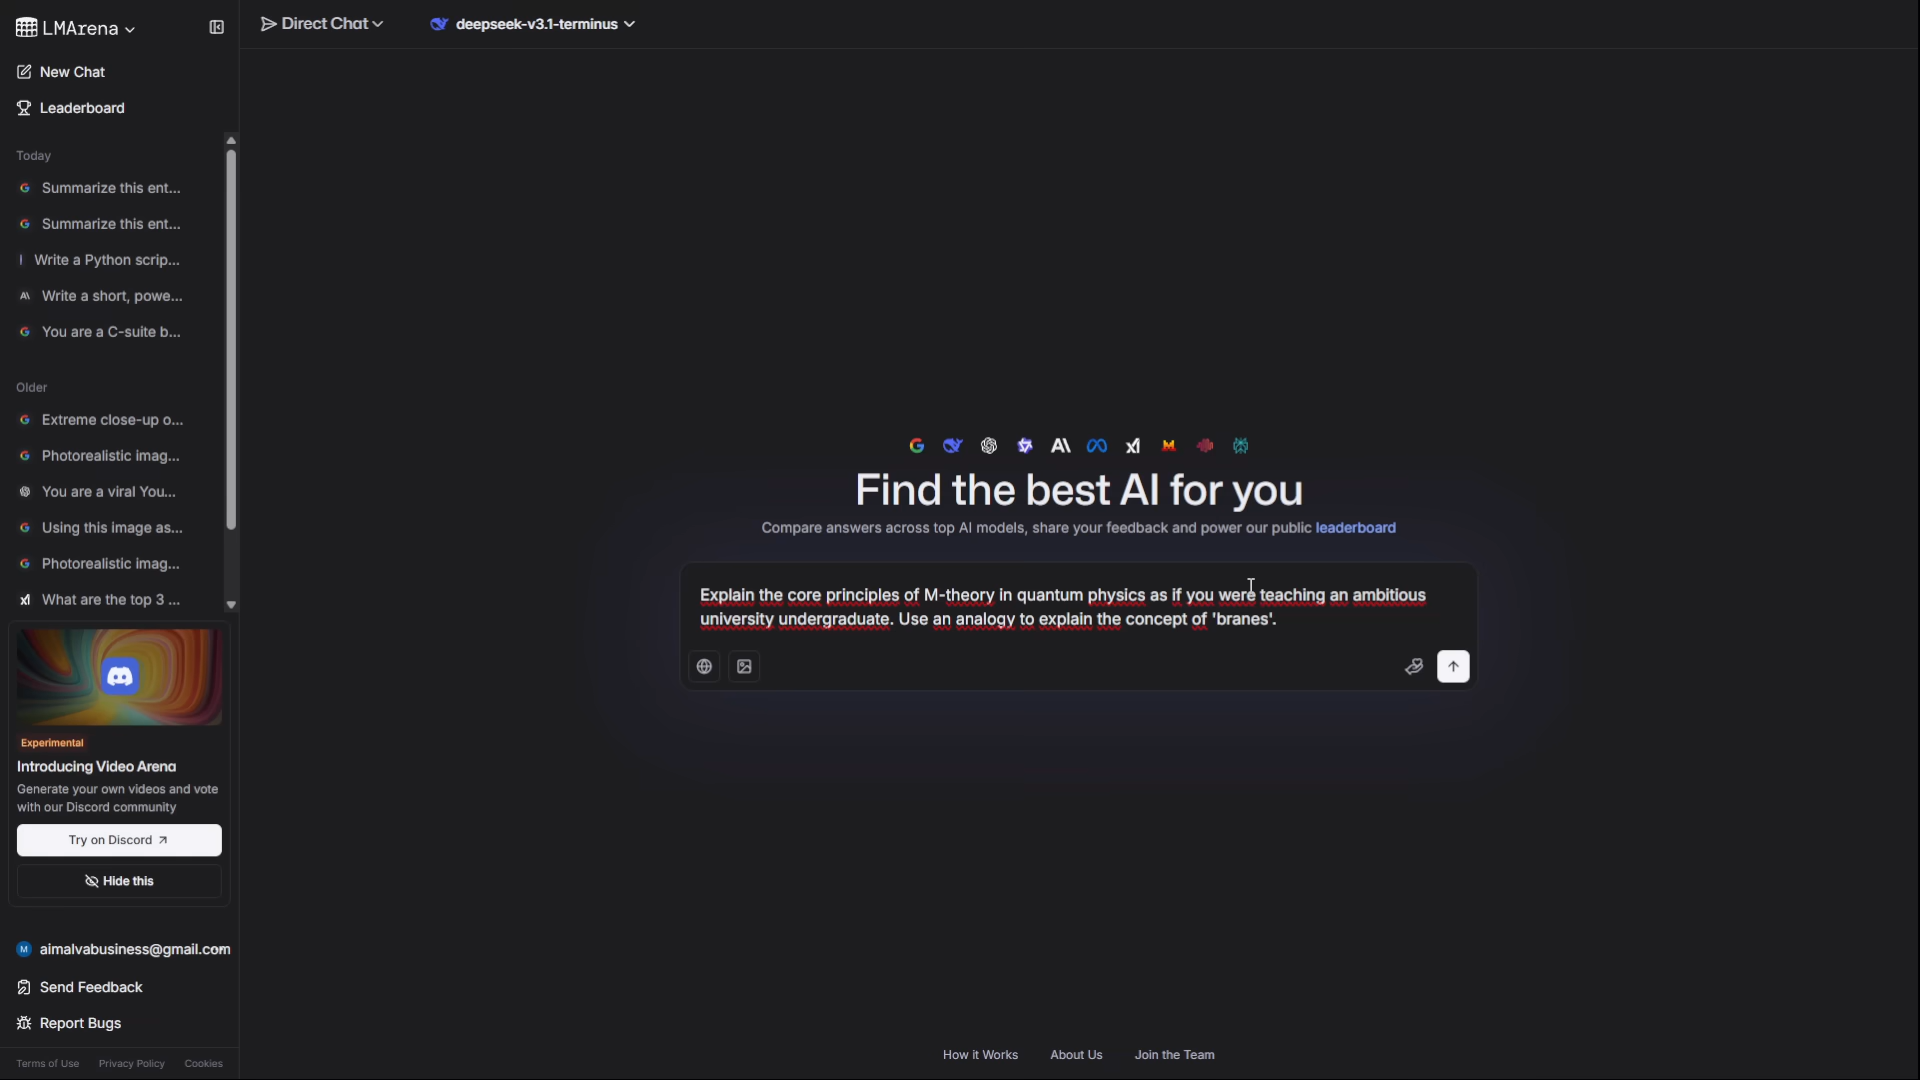 LMArena
Direct Chat
deepseek-v3.1-terminus
New Chat
Leaderboard
Today
Summarize this ent...
Summarize this ent...
Write a Python scrip...
Write a short, powe...
You are a C-suite b...
Older
Extreme close-up o...
Photorealistic imag...
You are a viral You...
Using this image as...
Photorealistic imag...
What are the top 3 ...
Experimental
Introducing Video Arena
Generate your own videos and vote
with our Discord community
Try on Discord
Hide this
M aimalvabusiness@gmail.com
Send Feedback
Report Bugs
Terms of Use Privacy Policy Cookies
Find the best AI for you
Compare answers across top AI models, share your feedback and power our public leaderboard
Explain the core principles of M-theory in quantum physics as if you were teaching an ambitious
university undergraduate. Use an analogy to explain the concept of 'branes'.
How it Works About Us Join the Team